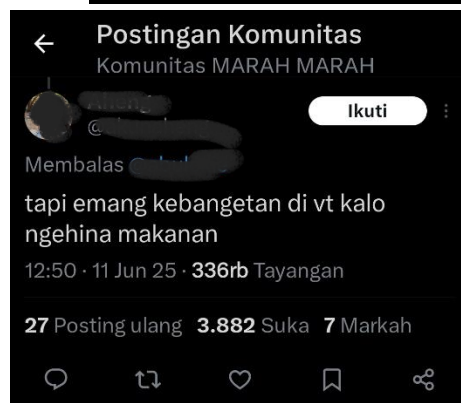 Postingan Komunitas
Komunitas MARAH MARAH
Ikuti
@
Membalas
tapi emang kebangetan di vt kalo
ngehina makanan
12:50 · 11 Jun 25 · 336rb Tayangan
27 Posting ulang 3.882 Suka 7 Markah